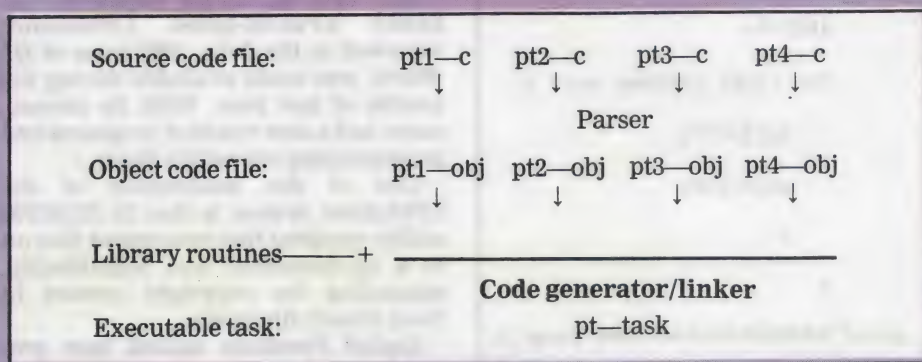 Source code file: pt1—c pt2—c pt3—c pt4—c
↓ ↓ ↓ ↓
Parser
Object code file: pt1—obj pt2—obj pt3—obj pt4—obj
↓ ↓ ↓ ↓
Library routines——+
Code generator/linker
Executable task: pt—task